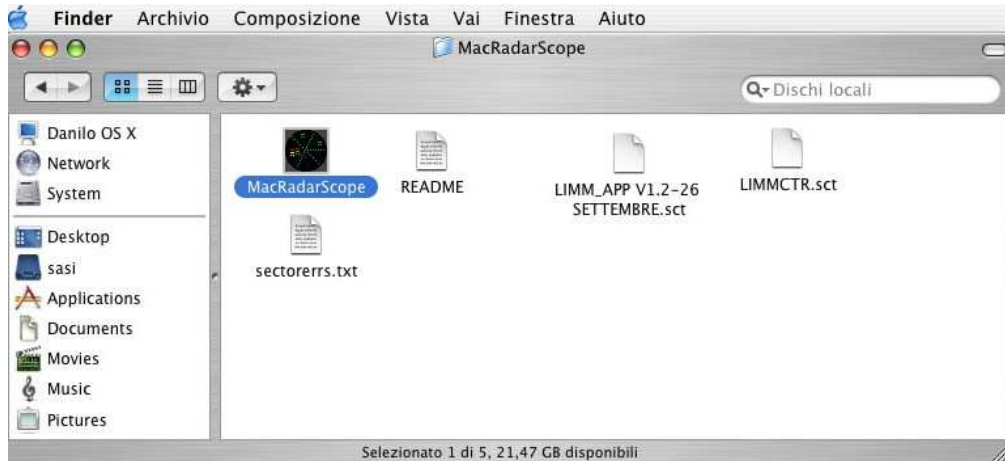 Finder Archivio Composizione Vista Vai Finestra Aiuto
MacRadarScope
Dischi locali
Danilo OS X
Network
System
Desktop
sasi
Applications
Documents
Movies
Music
Pictures
MacRadarScope
README
LIMM_APP V1.2-26
SETTEMBRE.sct
LIMMCTR.sct
sectorerrs.txt
Selezionato 1 di 5, 21,47 GB disponibili